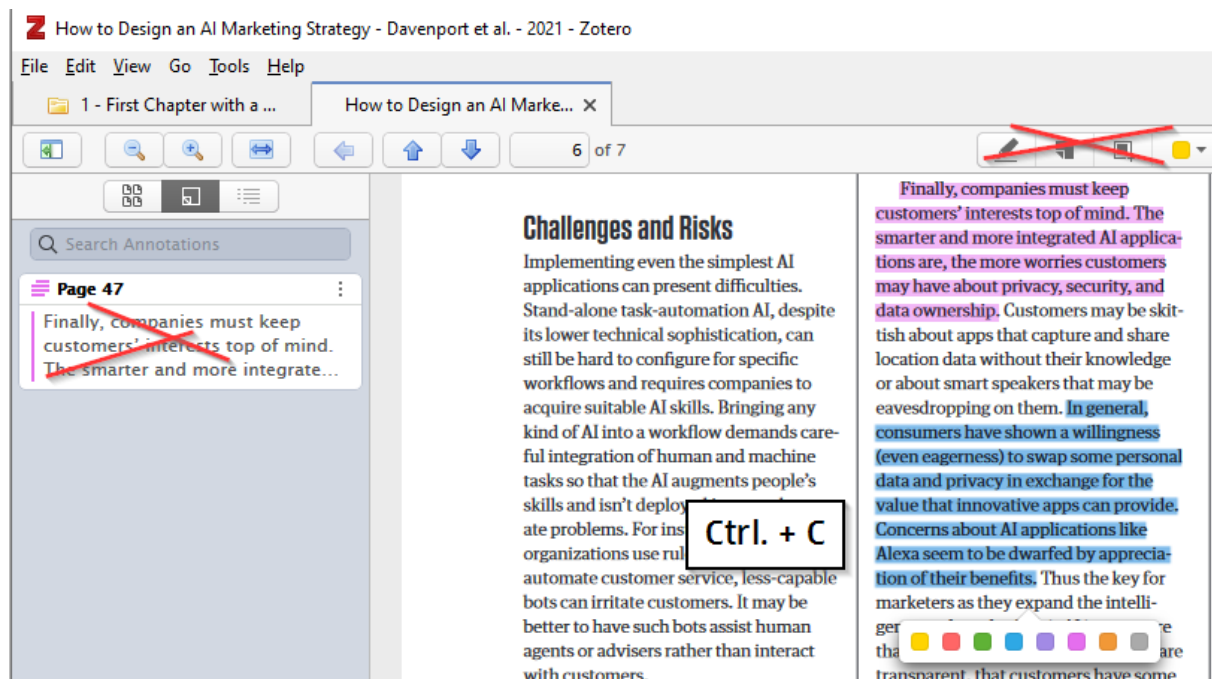 How to Design an AI Marketing Strategy - Davenport et al. - 2021 - Zotero
File Edit View Go Tools Help
1 - First Chapter with a ...
How to Design an AI Marke...
6 of 7
Search Annotations
Page 47
Finally, companies must keep
customers' interests top of mind.
The smarter and more integrate...
Challenges and Risks
Implementing even the simplest AI
applications can present difficulties.
Stand-alone task-automation AI, despite
its lower technical sophistication, can
still be hard to configure for specific
workflows and requires companies to
acquire suitable AI skills. Bringing any
kind of AI into a workflow demands care-
ful integration of human and machine
tasks so that the AI augments people's
skills and isn't deploy
ate problems. For ins
organizations use rul
automate customer service, less-capable
bots can irritate customers. It may be
better to have such bots assist human
agents or advisers rather than interact
with customers.
Ctrl. + C
Finally, companies must keep
customers' interests top of mind. The
smarter and more integrated AI applica-
tions are, the more worries customers
may have about privacy, security, and
data ownership. Customers may be skit-
tish about apps that capture and share
location data without their knowledge
or about smart speakers that may be
eavesdropping on them. In general,
consumers have shown a willingness
(even eagerness) to swap some personal
data and privacy in exchange for the
value that innovative apps can provide.
Concerns about AI applications like
Alexa seem to be dwarfed by apprecia-
tion of their benefits. Thus the key for
marketers as they expand the intelli-
transparent, that customers have some